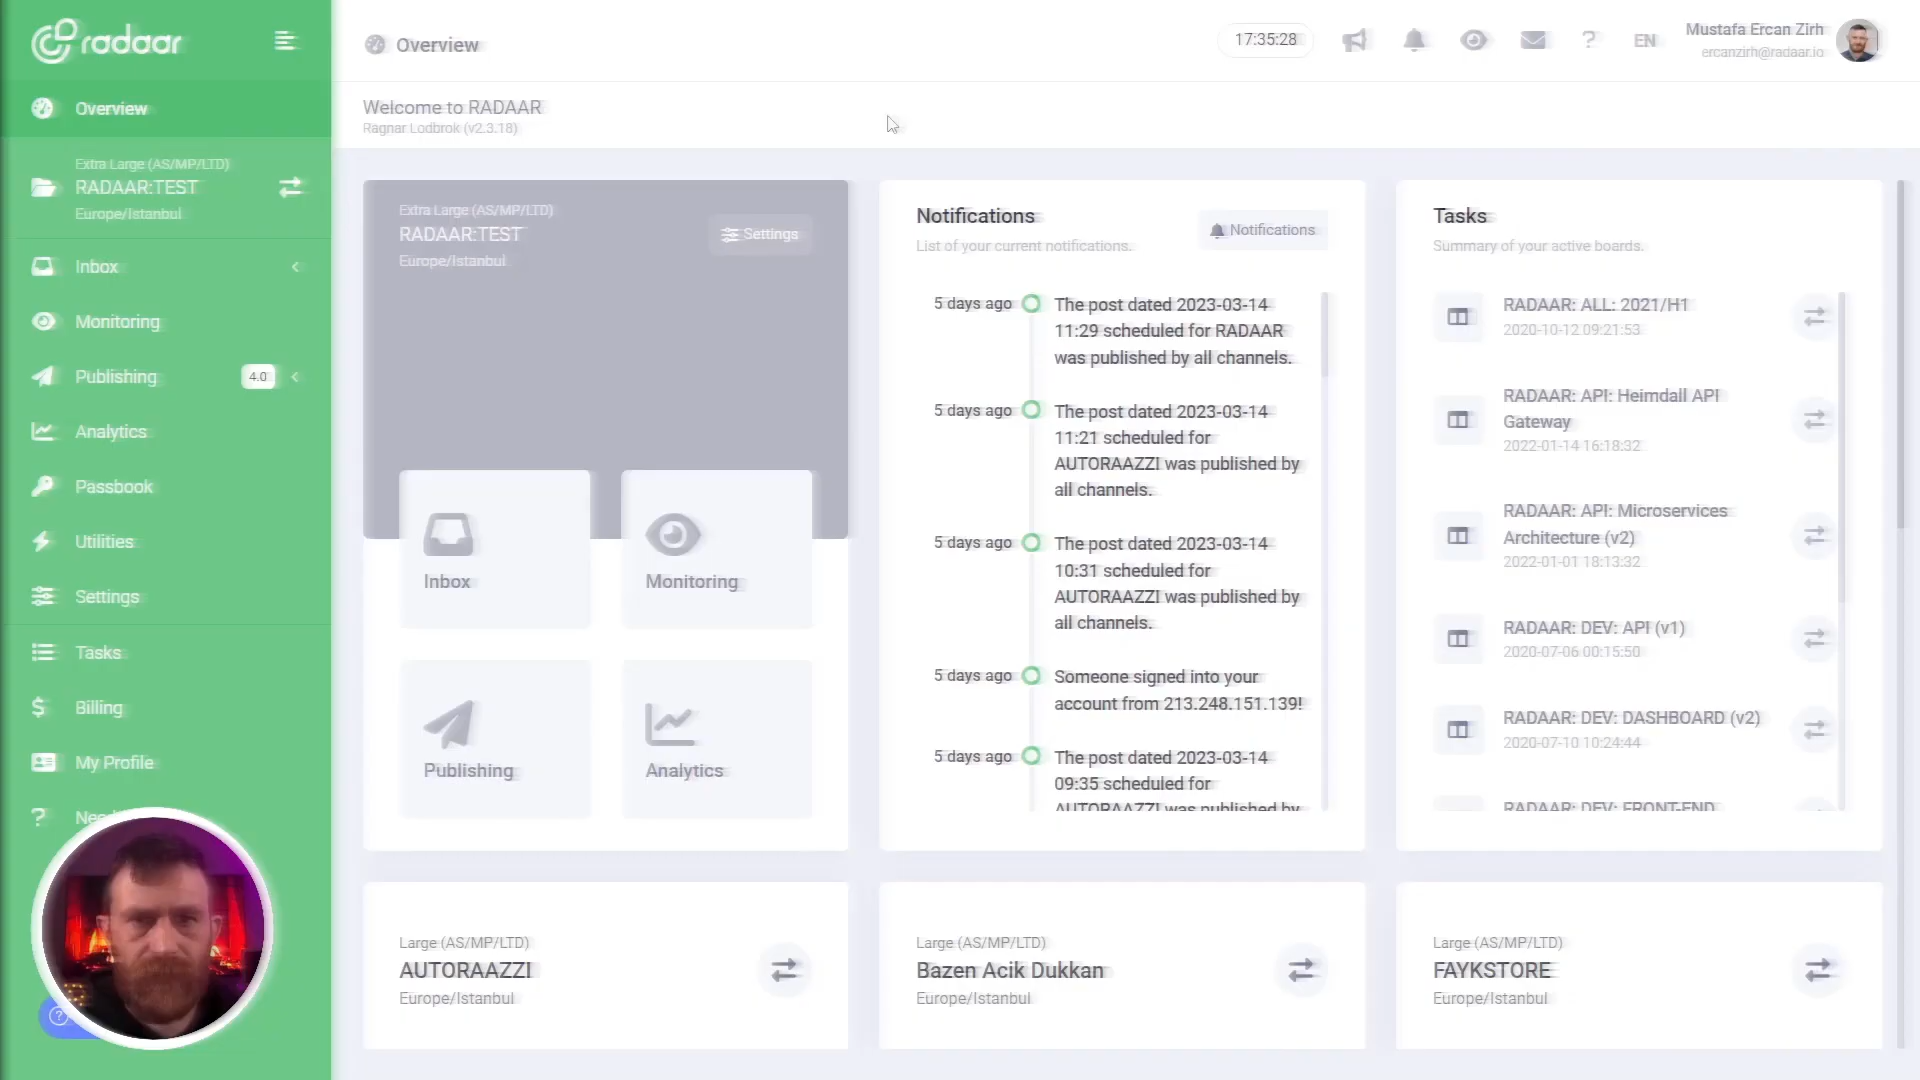 radaar
Overview
Extra Large (AS/MP/LTD)
RADAAR:TEST
Europe/Istanbul
Inbox
Monitoring
Publishing
4.0
Analytics
Passbook
Utilities
Settings
Tasks
Billing
My Profile
?
Overview
17:35:28
?
EN
Mustafa Ercan Zirh
ercanzirh@radaar.io
Welcome to RADAAR
Ragnar Lodbrok (v2.3.18)
Extra Large (AS/MP/LTD)
RADAAR:TEST
Europe/Istanbul
Settings
Inbox
Monitoring
Publishing
Analytics
Notifications
List of your current notifications.
Notifications
5 days ago
The post dated 2023-03-14
11:29 scheduled for RADAAR
was published by all channels.
5 days ago
The post dated 2023-03-14
11:21 scheduled for
AUTORAAZZI was published by
all channels.
5 days ago
The post dated 2023-03-14
10:31 scheduled for
AUTORAAZZI was published by
all channels.
5 days ago
Someone signed into your
account from 213.248.151.139!
5 days ago
The post dated 2023-03-14
09:35 scheduled for
AUTORAAZZI was published by
Tasks
Summary of your active boards.
RADAAR: ALL: 2021/H1
2020-10-12 09:21:53
RADAAR: API: Heimdall API
Gateway
2022-01-14 16:18:32
RADAAR: API: Microservices
Architecture (v2)
2022-01-01 18:13:32
RADAAR: DEV: API (v1)
2020-07-06 00:15:50
RADAAR: DEV: DASHBOARD (v2)
2020-07-10 10:24:44
RADAAR: DEV: FRONT-END
Large (AS/MP/LTD)
AUTORAAZZI
Europe/Istanbul
Large (AS/MP/LTD)
Bazen Acik Dukkan
Europe/Istanbul
Large (AS/MP/LTD)
FAYKSTORE
Europe/Istanbul